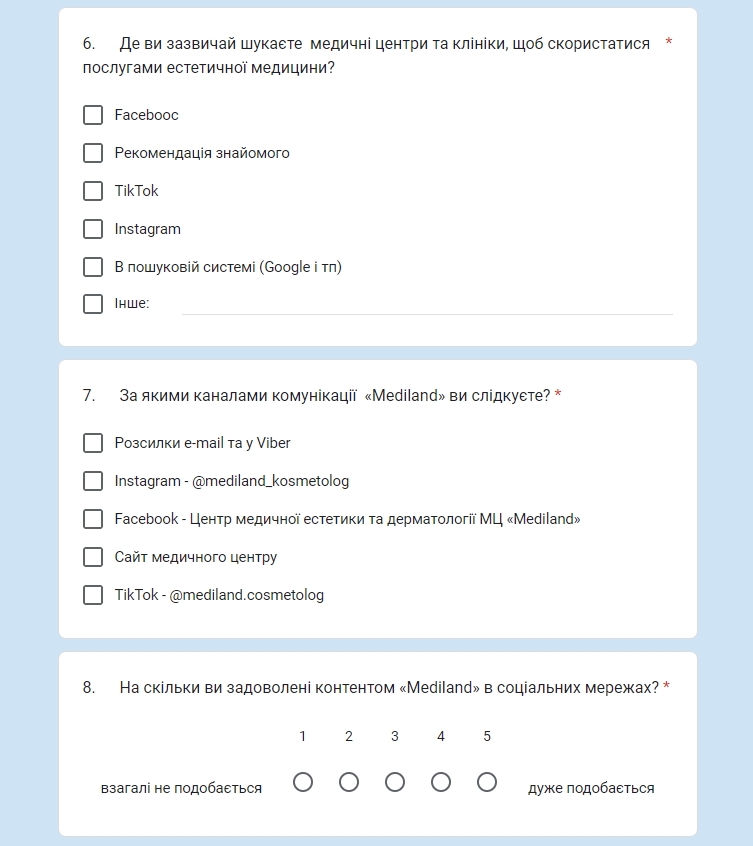 6. Де ви зазвичай шукаєте медичні центри та клініки, щоб скористатися *
послугами естетичної медицини?
Facebooc
Рекомендація знайомого
TikTok
Instagram
В пошуковій системі (Google і тп)
Інше:
7. За якими каналами комунікації «Mediland» ви слідкуєте? *
Розсилки e-mail та у Viber
Instagram - @mediland_kosmetolog
Facebook - Центр медичної естетики та дерматології МЦ «Mediland»
Сайт медичного центру
TikTok - @mediland.cosmetolog
8. На скільки ви задоволені контентом «Mediland» в соціальних мережах? *
1 2 3 4 5
взагалі не подобається дуже подобається